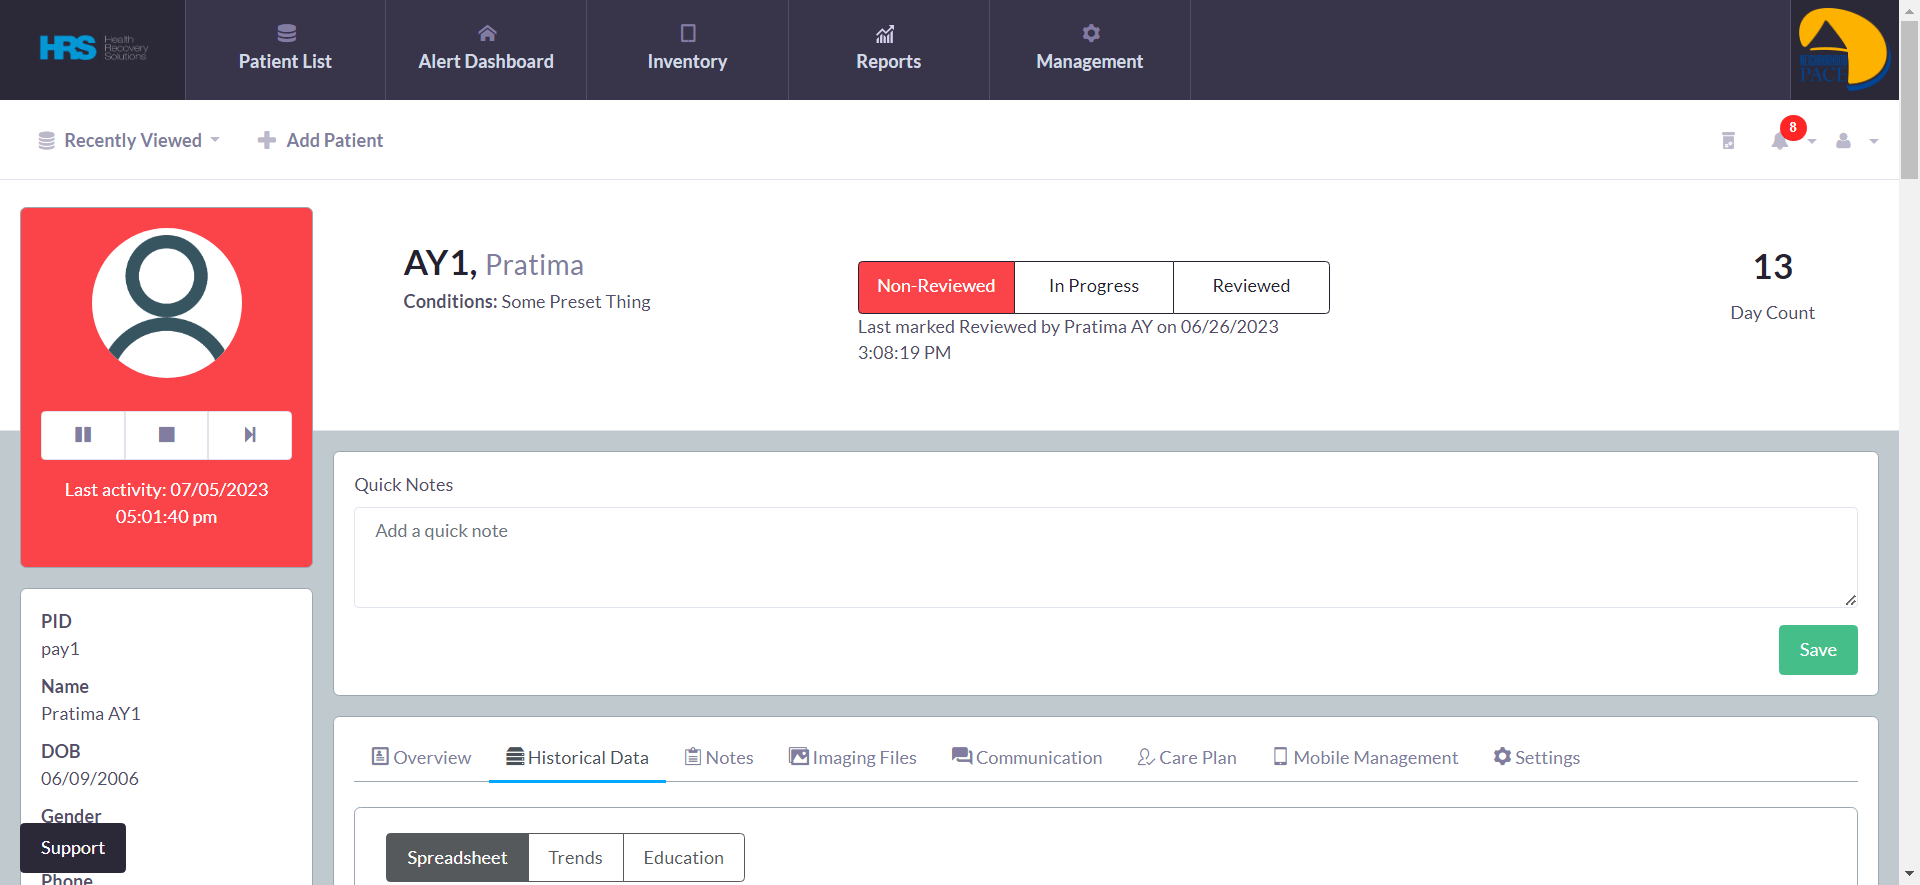 HRS Health
Recovery
Solutions
Patient List
Alert Dashboard
Inventory
Reports
Management
PACE
Recently Viewed
Add Patient
8
AY1, Pratima
Conditions: Some Preset Thing
Non-Reviewed
In Progress
Reviewed
Last marked Reviewed by Pratima AY on 06/26/2023
3:08:19 PM
13
Day Count
Last activity: 07/05/2023
05:01:40 pm
Quick Notes
Add a quick note
Save
PID
pay1
Name
Pratima AY1
DOB
06/09/2006
Gender
Support
Phone
Overview
Historical Data
Notes
Imaging Files
Communication
Care Plan
Mobile Management
Settings
Spreadsheet
Trends
Education